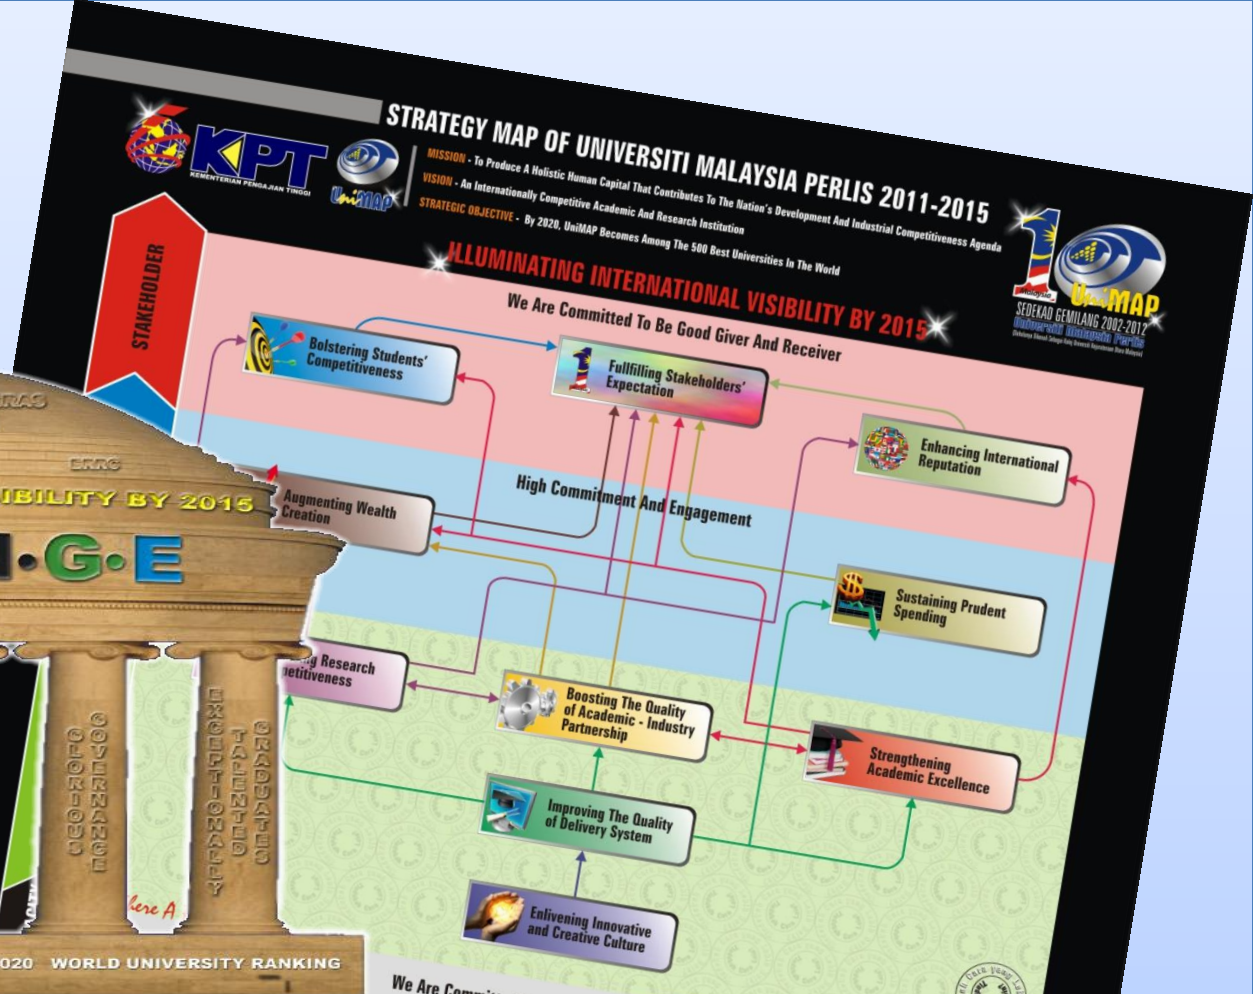 STRATEGY MAP OF UNIVERSITI MALAYSIA PERLIS 2011-2015
KPT
KEMENTERIAN PENGAJIAN TINGGI
UniMAP
MISSION - To Produce A Holistic Human Capital That Contributes To The Nation's Development And Industrial Competitiveness Agenda
VISION - An Internationally Competitive Academic And Research Institution
STRATEGIC OBJECTIVE - By 2020, UniMAP Becomes Among The 500 Best Universities In The World
1
Malaysia
UniMAP
SEDEKAD GEMILANG 2002-2012
Universiti Malaysia Perlis
ILLUMINATING INTERNATIONAL VISIBILITY BY 2015
We Are Committed To Be Good Giver And Receiver
STAKEHOLDER
Bolstering Students'
Competitiveness
Fullfilling Stakeholders'
Expectation
Enhancing International
Reputation
High Commitment And Engagement
Augmenting Wealth
Creation
Sustaining Prudent
Spending
Research
Boosting The Quality
of Academic - Industry
Partnership
Strengthening
Academic Excellence
Improving The Quality
of Delivery System
Enlivening Innovative
and Creative Culture
We Are
IBILITY BY 2015
G•E
GLORIOUS
GOVERNANCE
EXCEPTIONALLY
TALENTED
GRADUATES
here A
020 WORLD UNIVERSITY RANKING